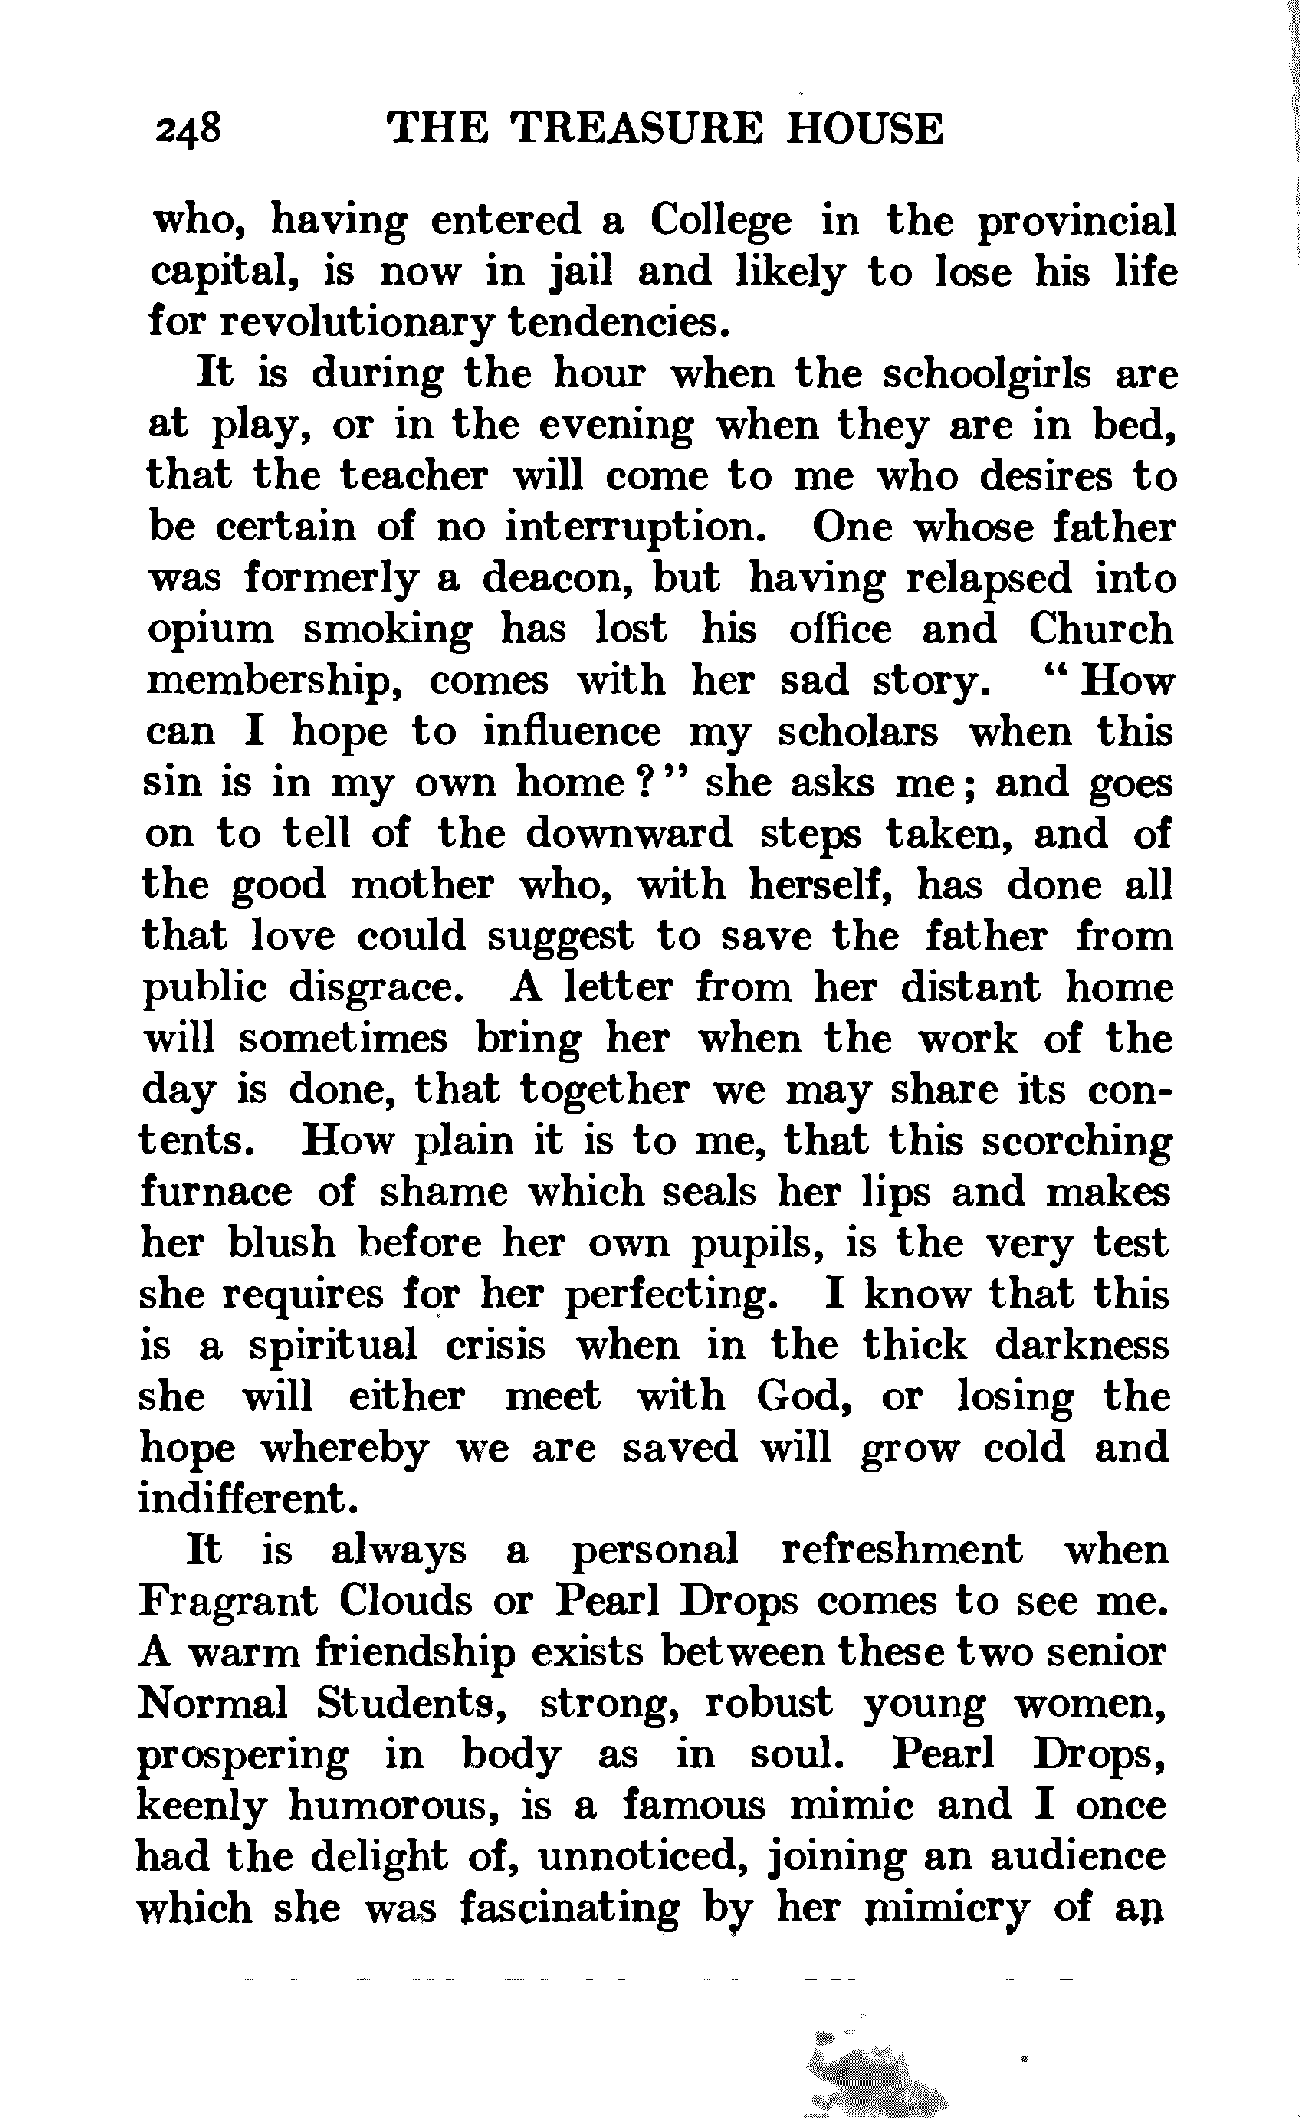 248 THE TREASURE HOUSE
who, having entered a College in the provincial
capital, is now in jail and likely to lose his life
for revolutionary tendencies.
It is during the hour when the schoolgirls are
at play, or in the evening when they are in bed,
that the teacher will come to me who desires to
be certain of no interruption. One whose father
was formerly a deacon, but having relapsed into
opium smoking has lost his office and Church
membership, comes with her sad story. “ How
can I hope to influence my scholars when this
sin is in my own home ? ” she asks me ; and goes
on to tell of the downward steps taken, and of
the good mother who, with herself, has done all
that love could suggest to save the father from
public disgrace. A letter from her distant home
will sometimes bring her when the work of the
day is done, that together we may share its con-
tents. How plain it is to me, that this scorching
furnace of shame which seals her lips and makes
her blush before her own pupils, is the very test
she requires for her perfecting. I know that this
is a spiritual crisis when in the thick darkness
she will either meet with God, or losing the
hope whereby we are saved will grow cold and
indifferent.
It is always a personal refreshment when
Fragrant Clouds or Pearl Drops comes to see me.
A warm friendship exists between these two senior
Normal Students, strong, robust young women,
prospering in body as in soul. Pearl Drops,
keenly humorous, is a famous mimic and I once
had the delight of, unnoticed, joining an audience
which she was fascinating by her mimicry of an